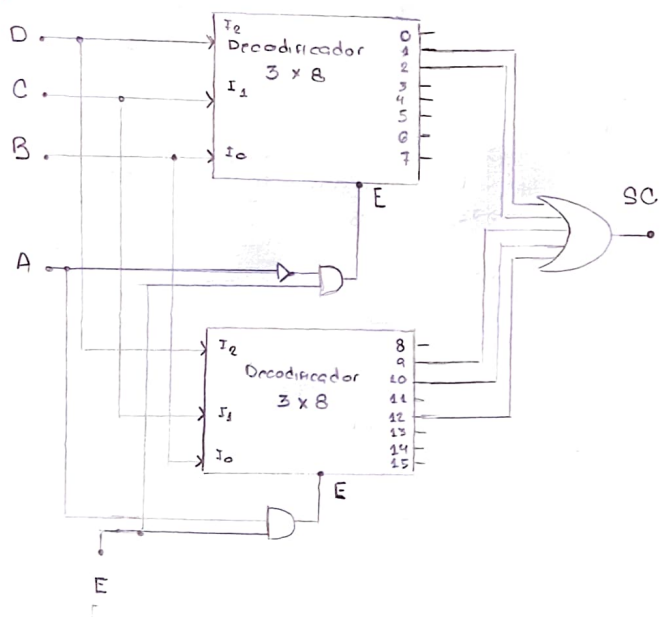 D
C
B
A
I2
Decodificador
3 x 8
I1
I0
0
1
2
3
4
5
6
7
E
SC
I2
Decodificador
3 x 8
I1
I0
8
9
10
11
12
13
14
15
E
E